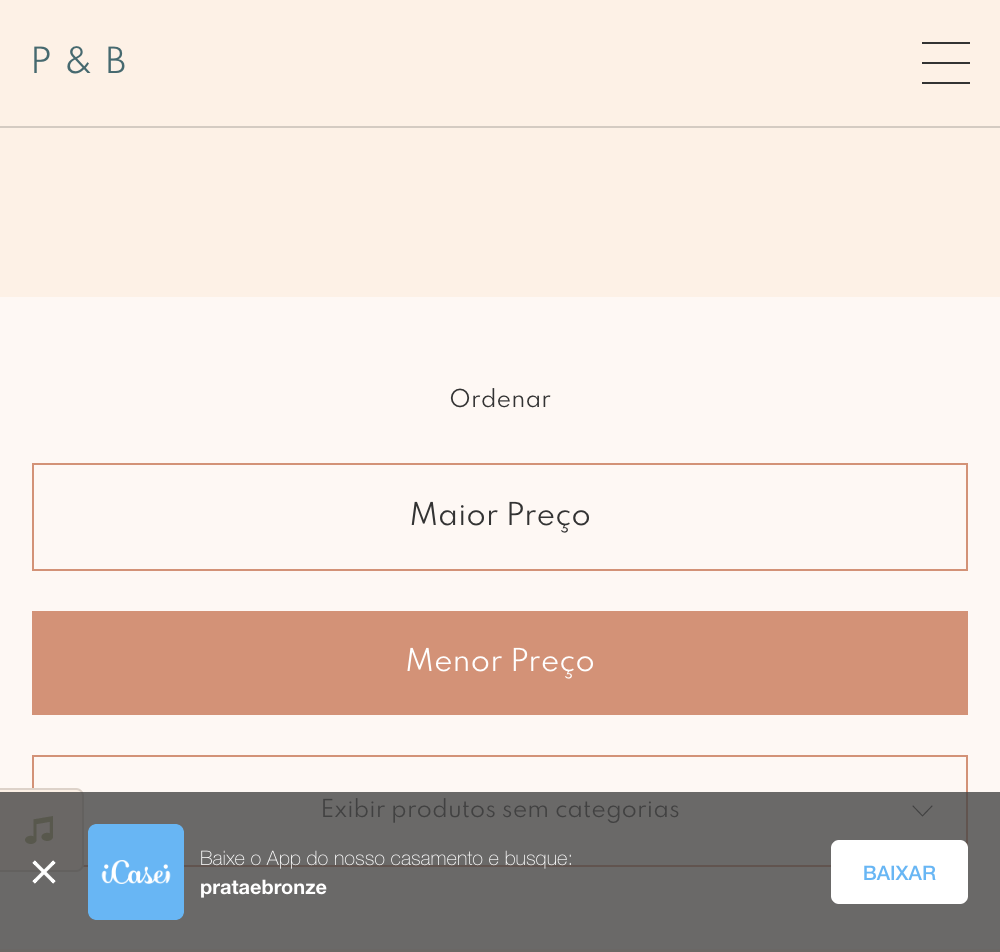 P & B
Ordenar
Maior Preço
Menor Preço
Exibir produtos sem categorias
iCasei
Baixe o App do nosso casamento e busque:
prataebronze
BAIXAR